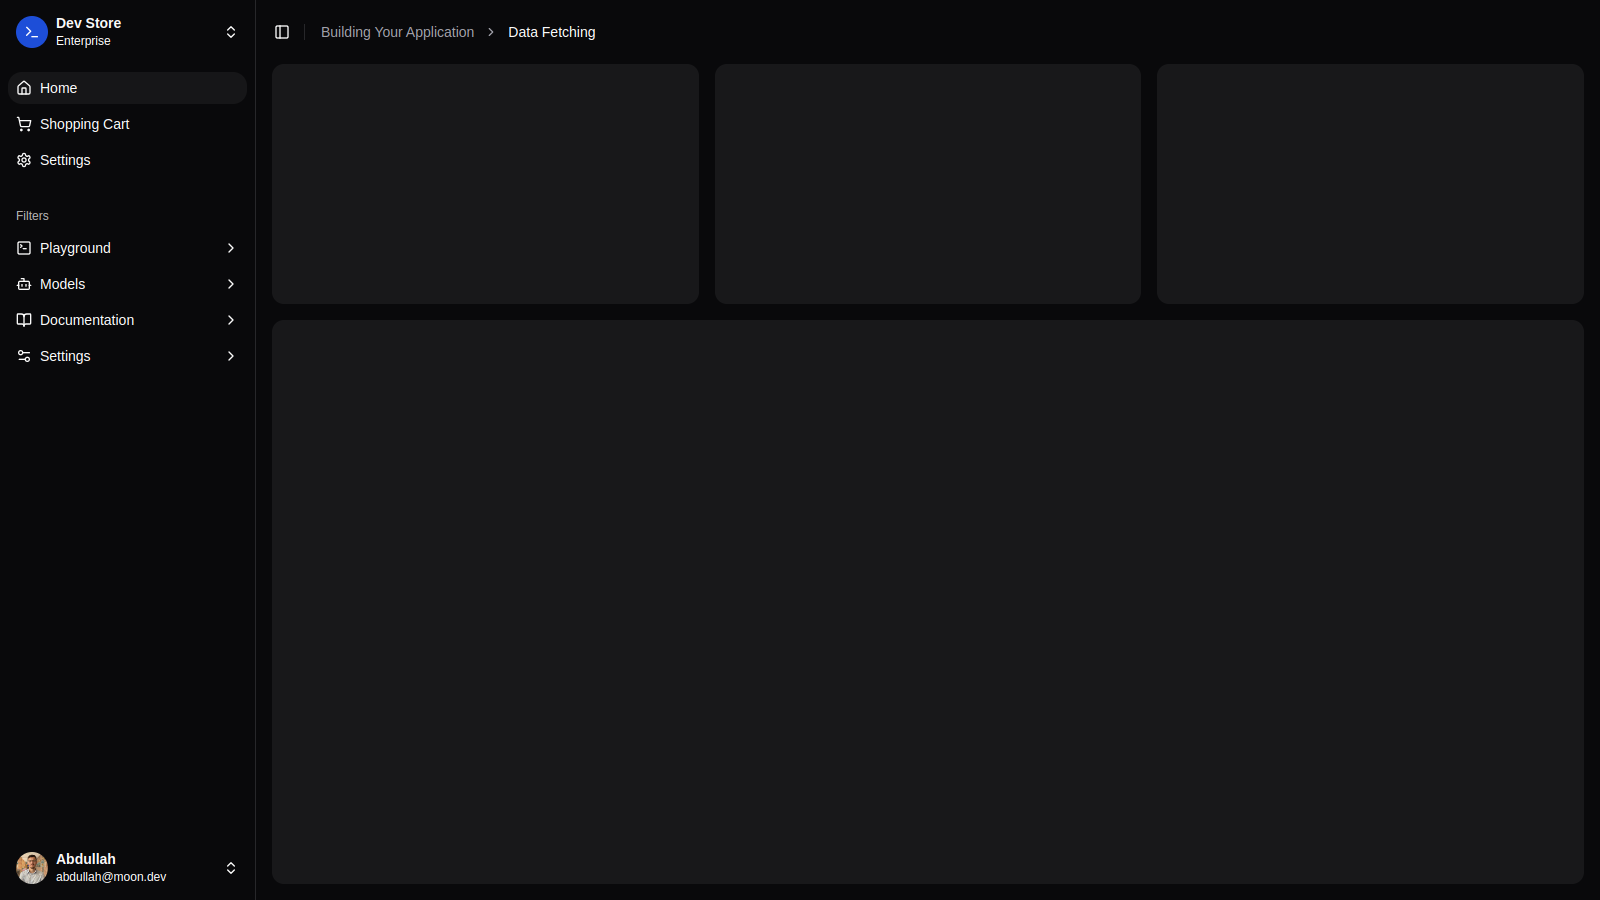 Dev Store
Enterprise
Home
Shopping Cart
Settings
Filters
Playground
Models
Documentation
Settings
Abdullah
abdullah@moon.dev
Building Your Application
Data Fetching